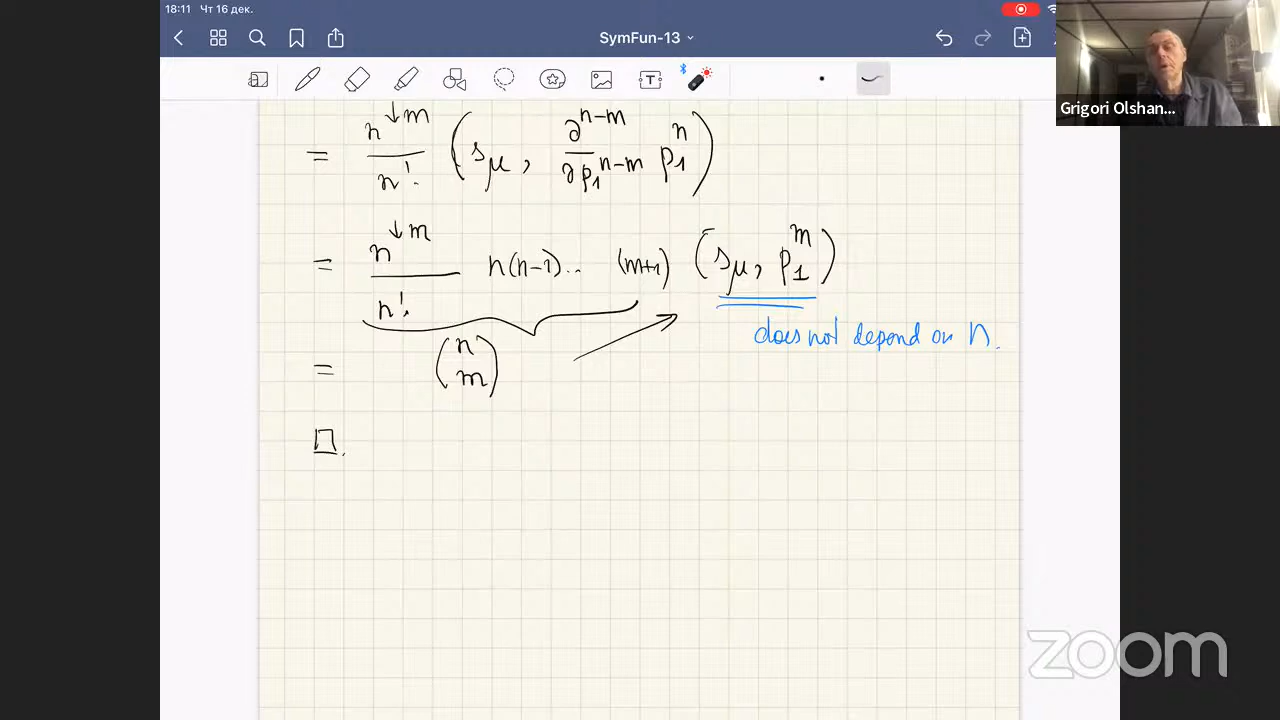 18:11 Чт 16 дек.
SymFun-13
Grigori Olshan...
= n^{↓m} / n! ( s_μ , ∂^{n-m} / ∂p_1^{n-m} p_1^n )
= n^{↓m} / n! n(n-1)... (m+1) ( s_μ, p_1^m )
does not depend on n.
= ( n m )
□.
zoom